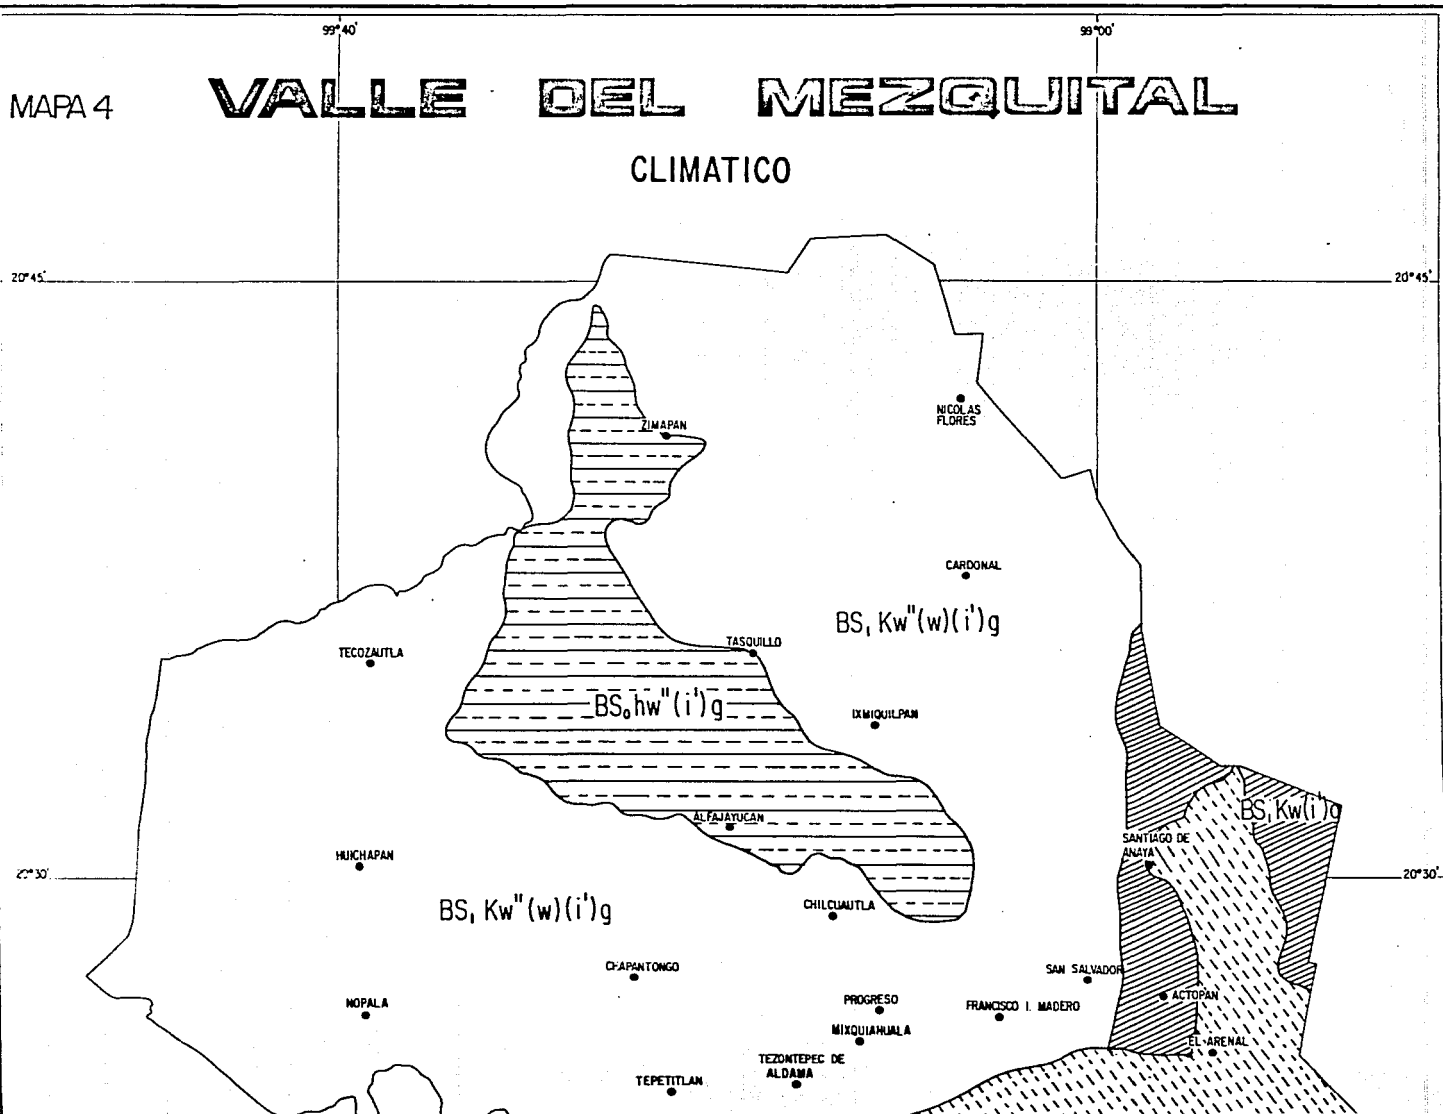 99°40'
99°00'
MAPA 4
VALLE DEL MEZQUITAL
CLIMATICO
20°45'
20°45'
NICOLAS
FLORES
ZIMAPAN
CARDONAL
BS₁ Kw"(w)(i')g
TASQUILLO
TECOZAUTLA
BS₀hw"(i')g
IXMIQUILPAN
BS₁Kw(i')g
ALFAJAYUCAN
SANTIAGO DE
ANAYA
HUICHAPAN
20°30'
20°30'
CHILCUAUTLA
BS₁ Kw"(w)(i')g
CHAPANTONGO
SAN SALVADOR
NOPALA
PROGRESO
FRANCISCO I. MADERO
ACTOPAN
MIXQUIAHUALA
EL ARENAL
TEZONTEPEC DE
ALDAMA
TEPETITLAN